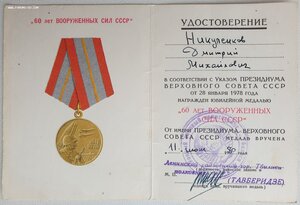 "60 лет ВООРУЖЕННЫХ СИЛ СССР"
УДОСТОВЕРЕНИЕ
Дмитрий
Михайлович
В СООТВЕТСТВИИ С УКАЗОМ ПРЕЗИДИУМА
ВЕРХОВНОГО СОВЕТА СССР
ОТ 28 ЯНВАРЯ 1978 ГОДА
НАГРАЖДЕН ЮБИЛЕЙНОЙ МЕДАЛЬЮ
"60 ЛЕТ ВООРУЖЕННЫХ
СИЛ СССР"
ОТ ИМЕНИ ПРЕЗИДИУМА ВЕРХОВНОГО
СОВЕТА СССР МЕДАЛЬ ВРУЧЕНА
(ТАВБЕРИДЗЕ)